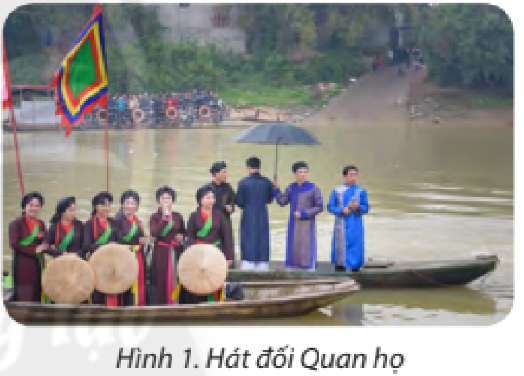 Hình 1. Hát đối Quan họ